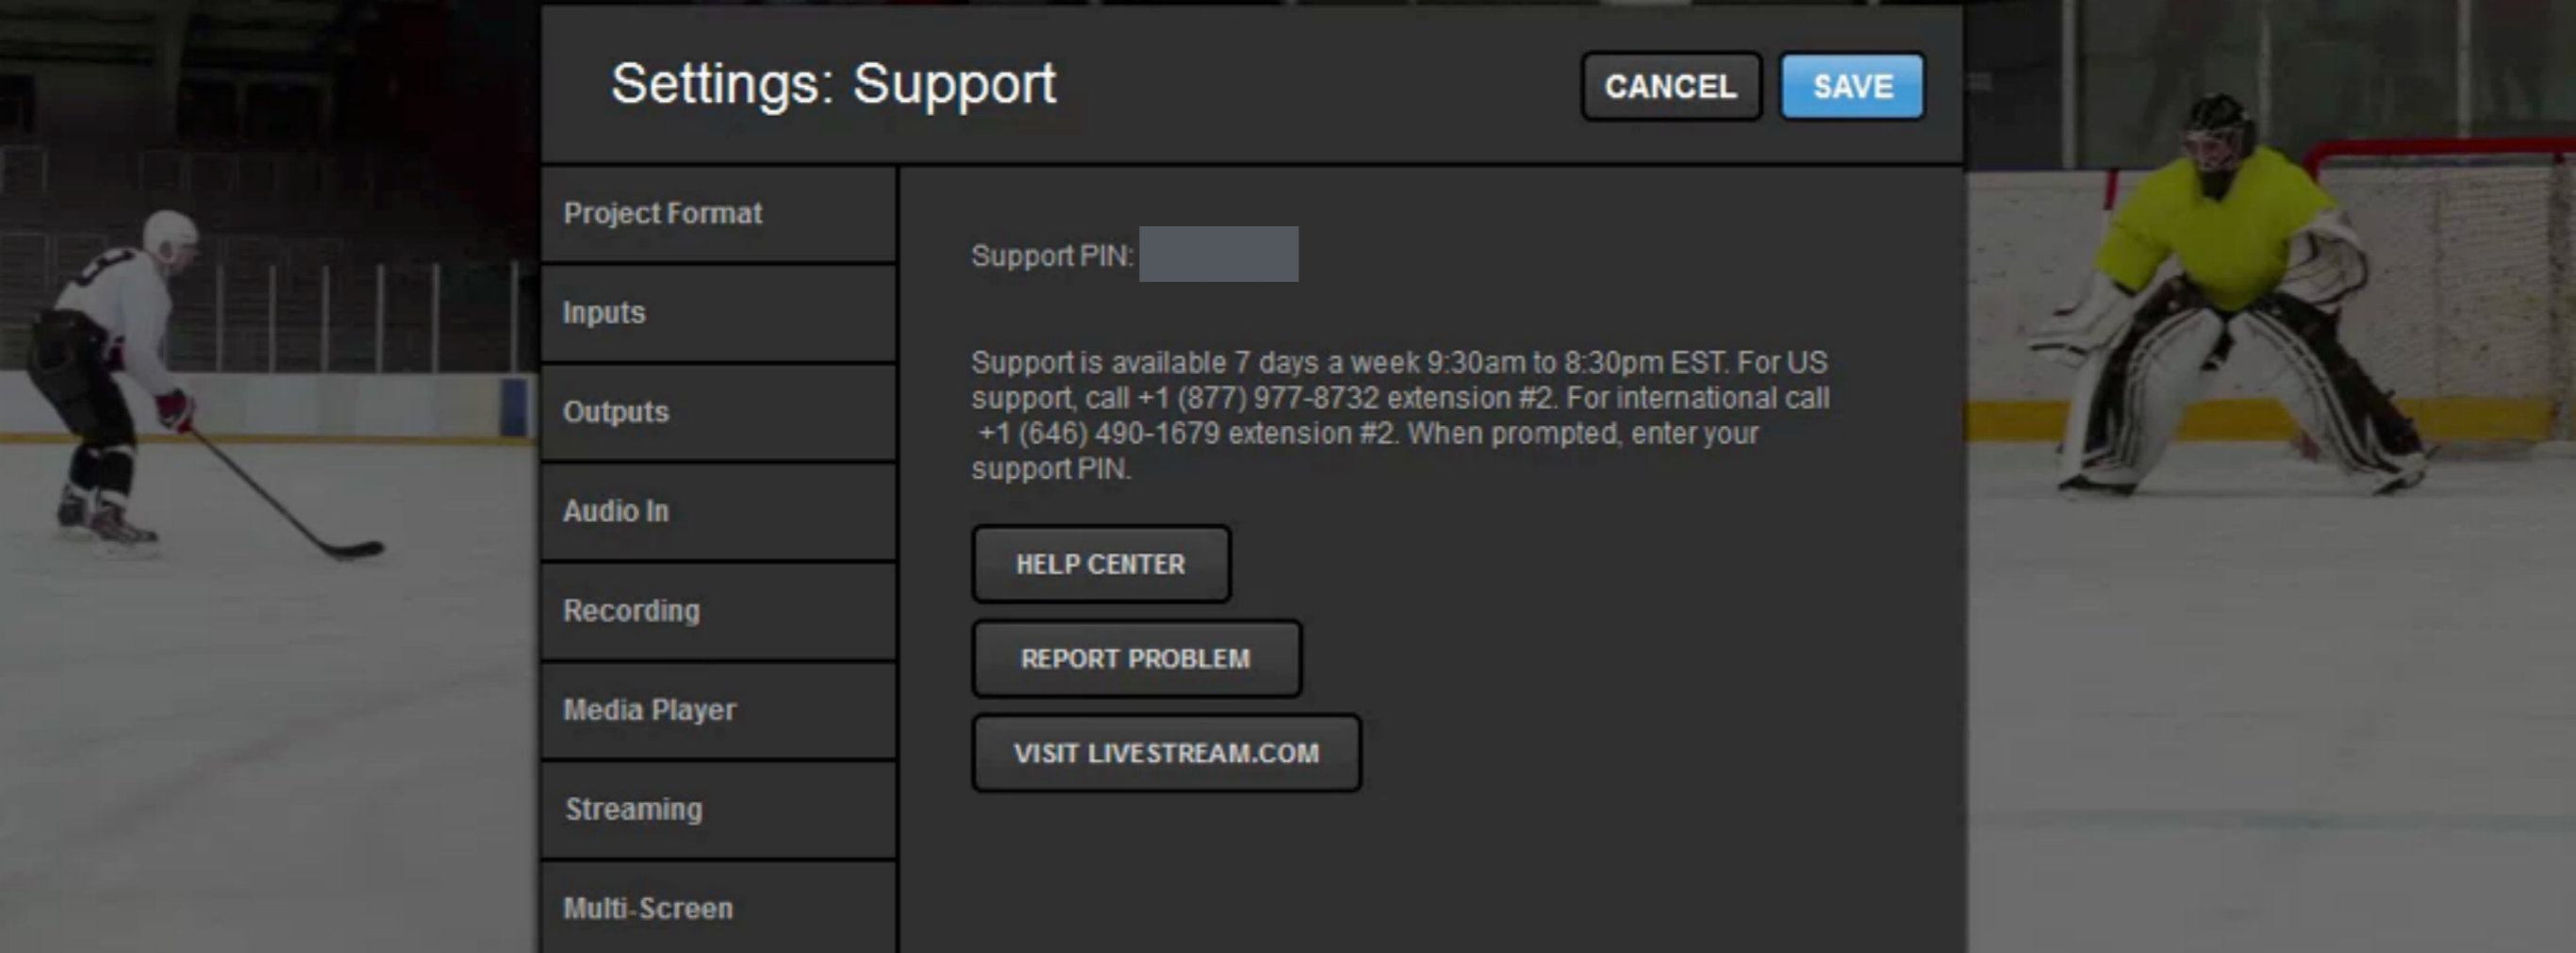 Settings: Support
CANCEL
SAVE
Project Format
Inputs
Outputs
Audio In
Recording
Media Player
Streaming
Multi-Screen
Support PIN:
Support is available 7 days a week 9:30am to 8:30pm EST. For US
support, call +1 (877) 977-8732 extension #2. For international call
+1 (646) 490-1679 extension #2. When prompted, enter your
support PIN.
HELP CENTER
REPORT PROBLEM
VISIT LIVESTREAM.COM